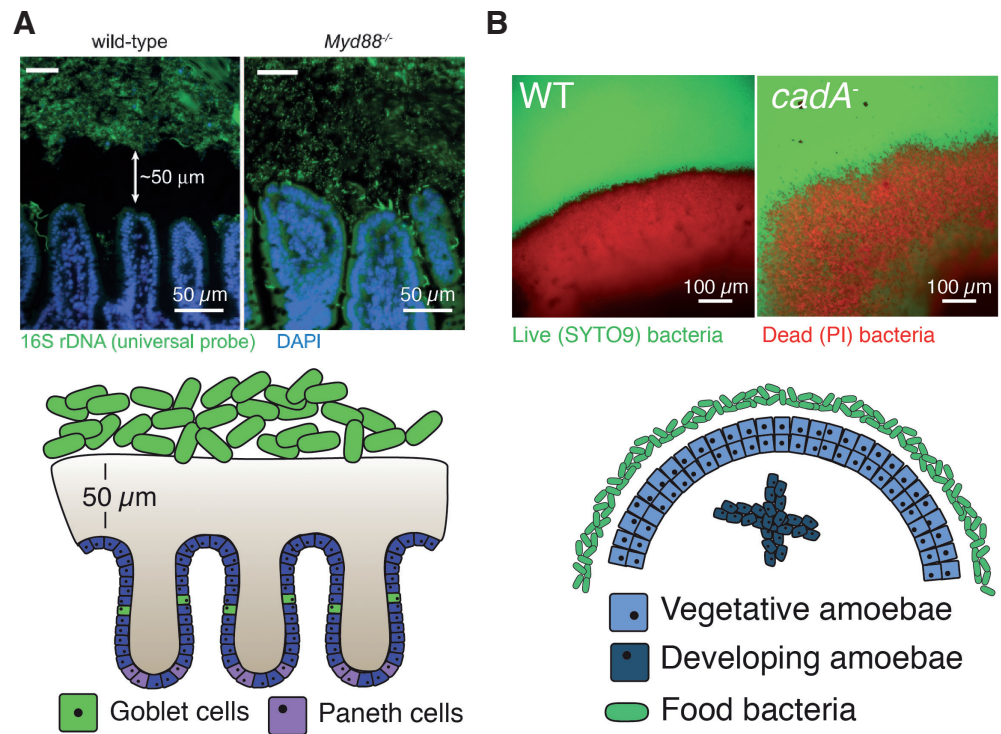 A
wild-type
Myd88-/-
~50 µm
50 µm
50 µm
16S rDNA (universal probe)
DAPI
50 µm
Goblet cells
Paneth cells
B
WT
cadA-
100 µm
100 µm
Live (SYTO9) bacteria
Dead (PI) bacteria
Vegetative amoebae
Developing amoebae
Food bacteria